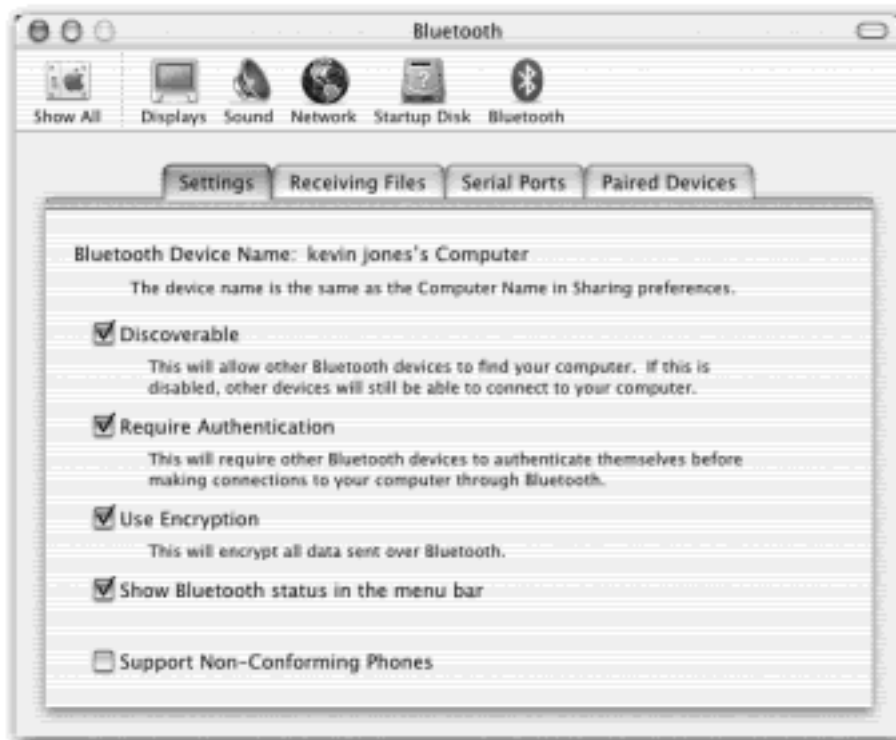 Bluetooth
Show All Displays Sound Network Startup Disk Bluetooth
Settings Receiving Files Serial Ports Paired Devices
Bluetooth Device Name: kevin jones's Computer
The device name is the same as the Computer Name in Sharing preferences.
Discoverable
This will allow other Bluetooth devices to find your computer. If this is
disabled, other devices will still be able to connect to your computer.
Require Authentication
This will require other Bluetooth devices to authenticate themselves before
making connections to your computer through Bluetooth.
Use Encryption
This will encrypt all data sent over Bluetooth.
Show Bluetooth status in the menu bar
Support Non-Conforming Phones